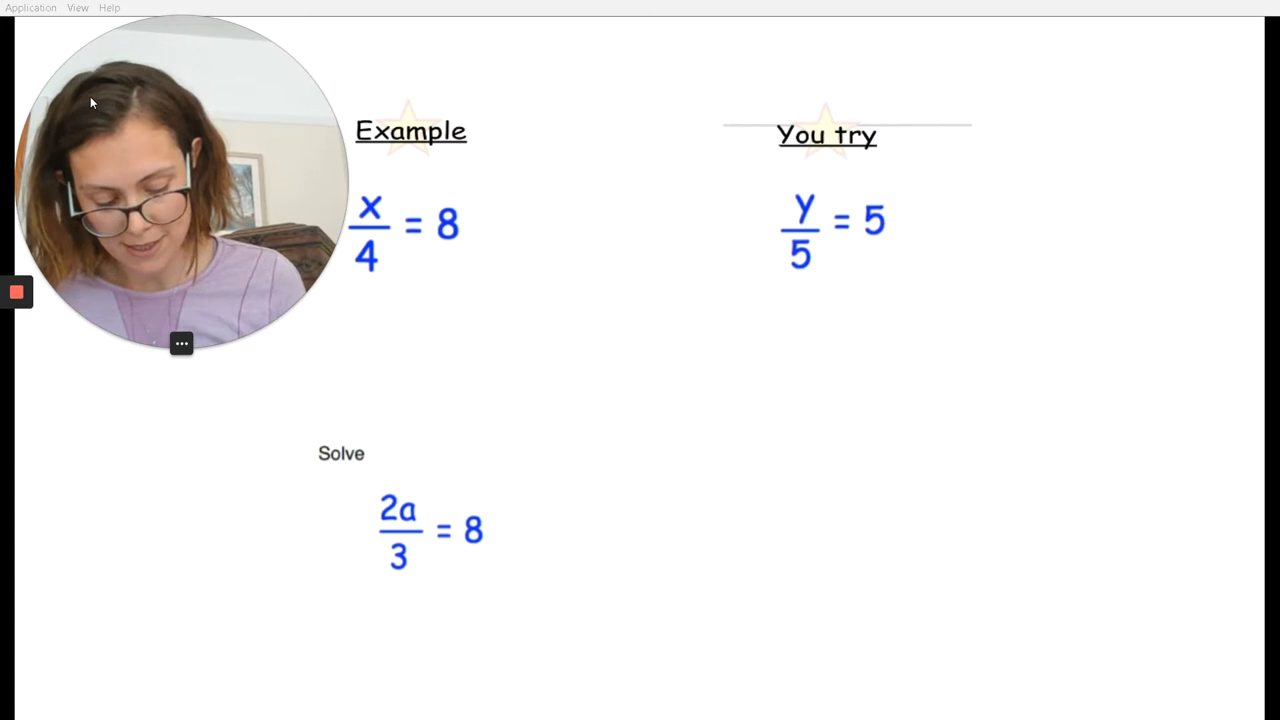 Application View Help
Example
You try
x/4 = 8
y/5 = 5
Solve
2a/3 = 8